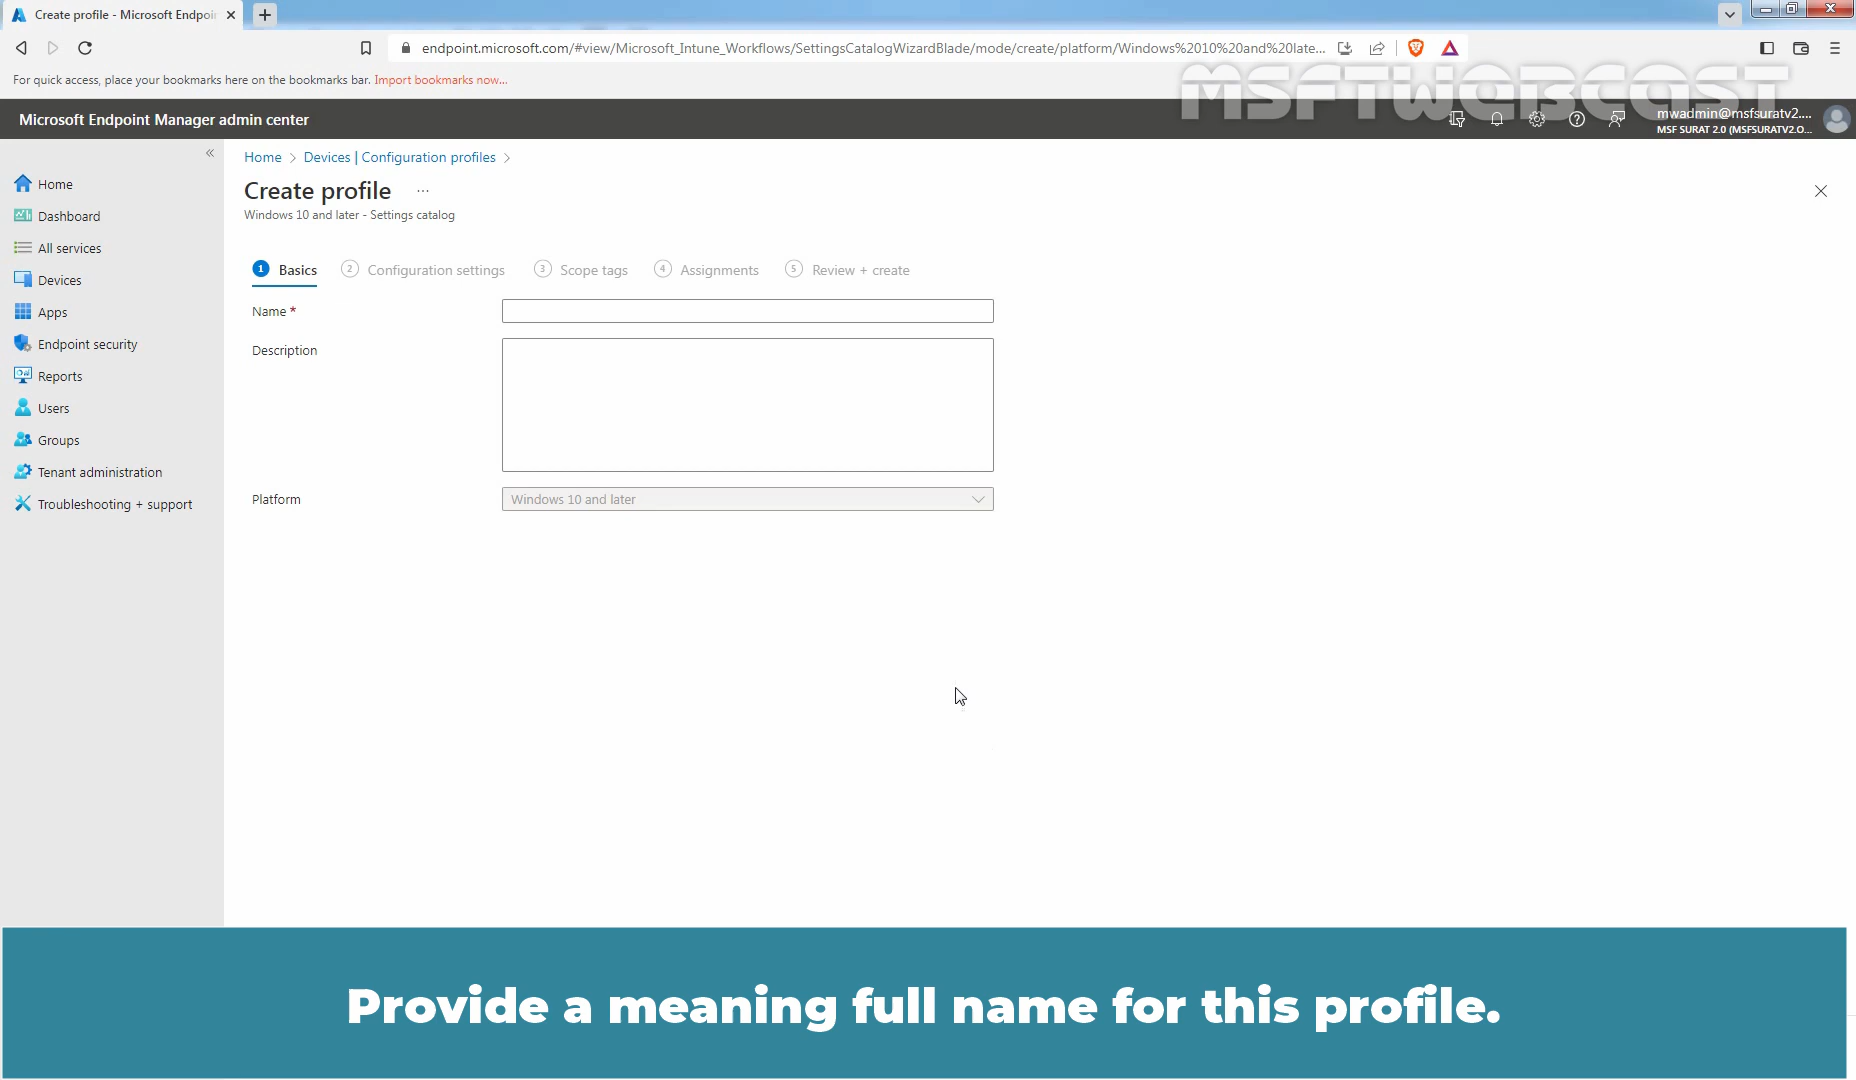 Create profile - Microsoft Endpoin
endpoint.microsoft.com/#view/Microsoft_Intune_Workflows/SettingsCatalogWizardBlade/mode/create/platform/Windows%2010%20and%20late...
For quick access, place your bookmarks here on the bookmarks bar. Import bookmarks now...
MSFTWEBCAST
Microsoft Endpoint Manager admin center
mwadmin@msfsuratv2....
MSF SURAT 2.0 (MSFSURATV2.O...
Home
Dashboard
All services
Devices
Apps
Endpoint security
Reports
Users
Groups
Tenant administration
Troubleshooting + support
Home > Devices | Configuration profiles >
Create profile ...
Windows 10 and later - Settings catalog
1 Basics 2 Configuration settings 3 Scope tags 4 Assignments 5 Review + create
Name *
Description
Platform Windows 10 and later
Provide a meaning full name for this profile.